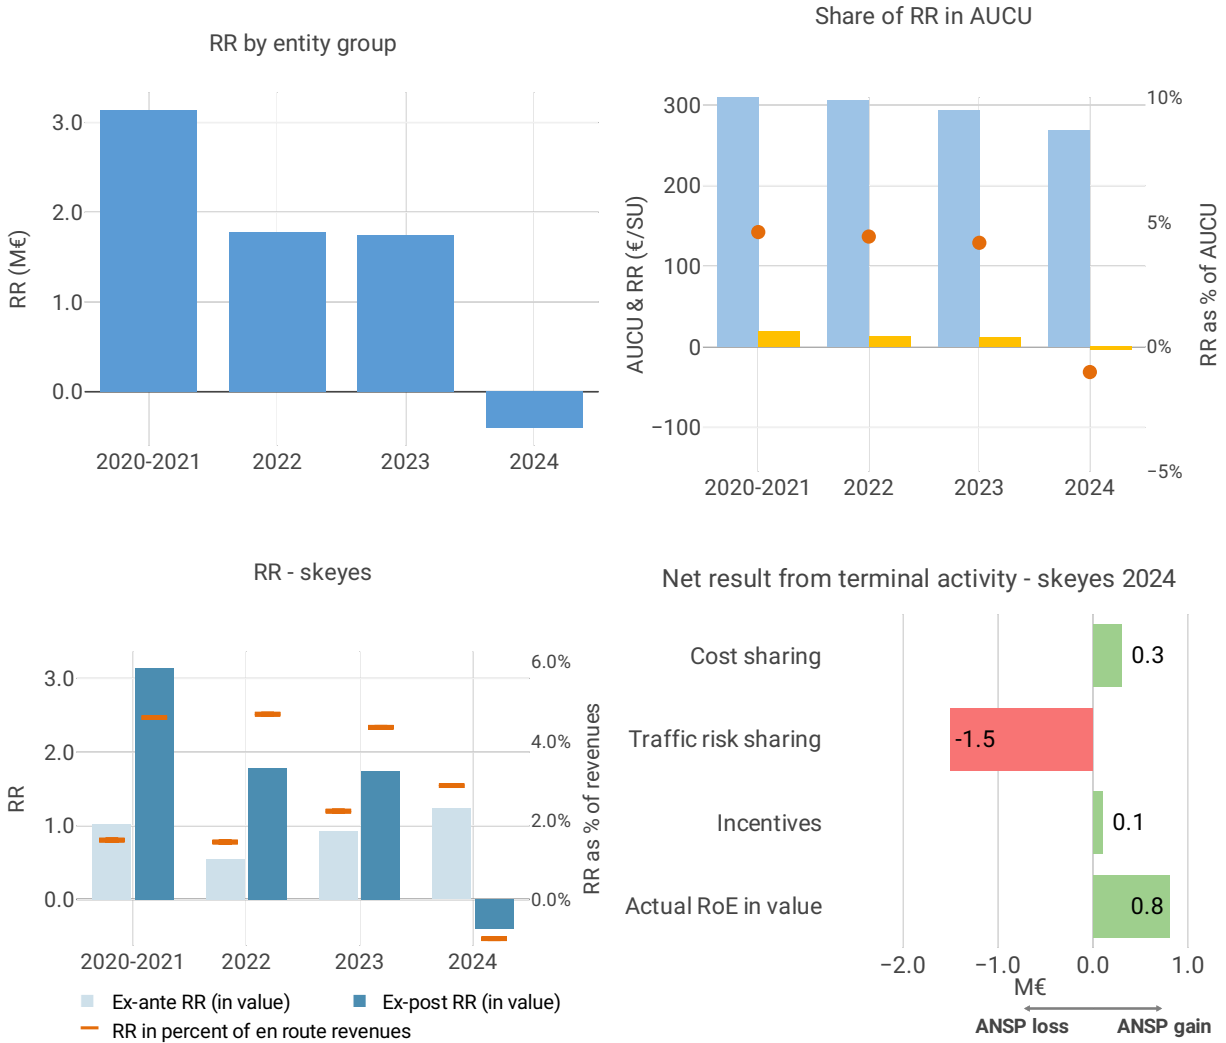 RR by entity group
RR (M€)
3.0
2.0
1.0
0.0
2020-2021
2022
2023
2024
Share of RR in AUCU
AUCU & RR (€/SU)
300
200
100
0
−100
10%
5%
0%
−5%
RR as % of AUCU
2020-2021
2022
2023
2024
RR - skeyes
RR
3.0
2.0
1.0
0.0
6.0%
4.0%
2.0%
0.0%
RR as % of revenues
2020-2021
2022
2023
2024
Ex-ante RR (in value)
Ex-post RR (in value)
RR in percent of en route revenues
Net result from terminal activity - skeyes 2024
Cost sharing
0.3
Traffic risk sharing
-1.5
Incentives
0.1
Actual RoE in value
0.8
−2.0
−1.0
0.0
1.0
M€
ANSP loss
ANSP gain